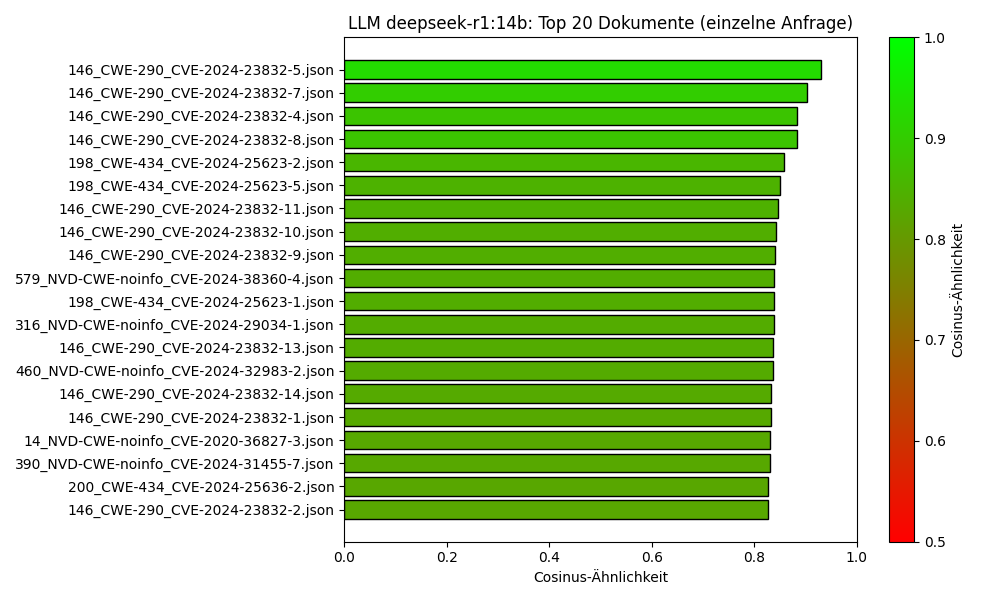 LLM deepseek-r1:14b: Top 20 Dokumente (einzelne Anfrage)
146_CWE-290_CVE-2024-23832-5.json
146_CWE-290_CVE-2024-23832-7.json
146_CWE-290_CVE-2024-23832-4.json
146_CWE-290_CVE-2024-23832-8.json
198_CWE-434_CVE-2024-25623-2.json
198_CWE-434_CVE-2024-25623-5.json
146_CWE-290_CVE-2024-23832-11.json
146_CWE-290_CVE-2024-23832-10.json
146_CWE-290_CVE-2024-23832-9.json
579_NVD-CWE-noinfo_CVE-2024-38360-4.json
198_CWE-434_CVE-2024-25623-1.json
316_NVD-CWE-noinfo_CVE-2024-29034-1.json
146_CWE-290_CVE-2024-23832-13.json
460_NVD-CWE-noinfo_CVE-2024-32983-2.json
146_CWE-290_CVE-2024-23832-14.json
146_CWE-290_CVE-2024-23832-1.json
14_NVD-CWE-noinfo_CVE-2020-36827-3.json
390_NVD-CWE-noinfo_CVE-2024-31455-7.json
200_CWE-434_CVE-2024-25636-2.json
146_CWE-290_CVE-2024-23832-2.json
0.0 0.2 0.4 0.6 0.8 1.0
Cosinus-Ähnlichkeit
1.0
0.9
0.8
0.7
0.6
0.5
Cosinus-Ähnlichkeit